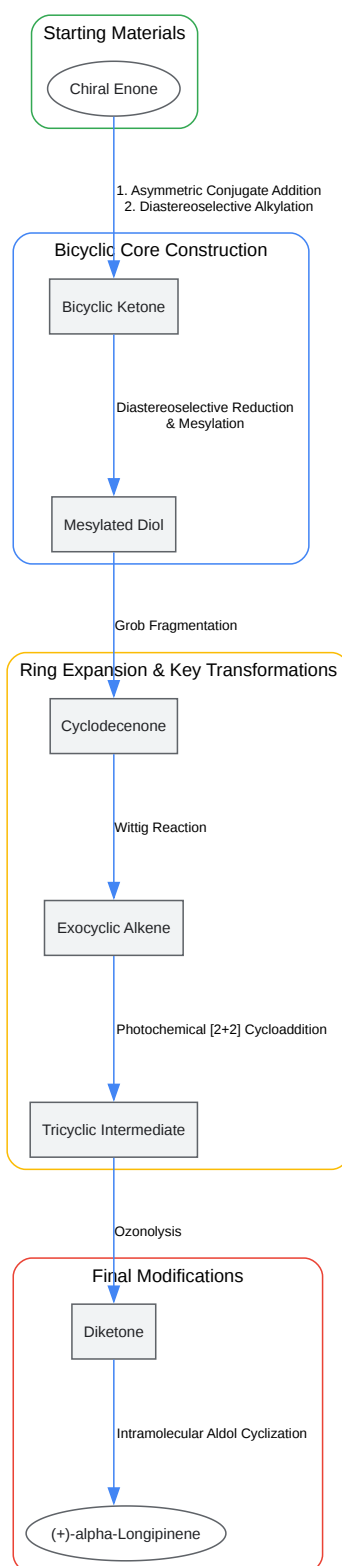 Starting Materials
Chiral Enone
1. Asymmetric Conjugate Addition
2. Diastereoselective Alkylation
Bicyclic Core Construction
Bicyclic Ketone
Diastereoselective Reduction
& Mesylation
Mesylated Diol
Grob Fragmentation
Ring Expansion & Key Transformations
Cyclodecenone
Wittig Reaction
Exocyclic Alkene
Photochemical [2+2] Cycloaddition
Tricyclic Intermediate
Ozonolysis
Final Modifications
Diketone
Intramolecular Aldol Cyclization
(+)-alpha-Longipinene